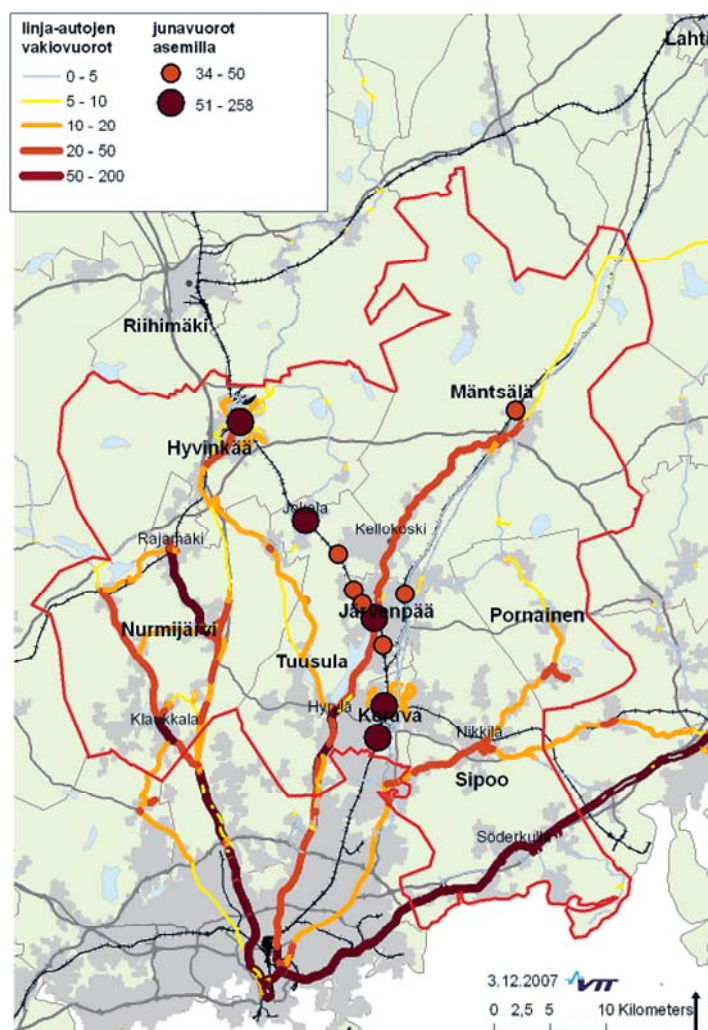 linja-autojen
vakiovuorot
0 - 5
5 - 10
10 - 20
20 - 50
50 - 200
junavuorot
asemilla
34 - 50
51 - 258
Lahti
Riihimäki
Mäntsälä
Hyvinkää
Jokela
Kellokoski
Rajamäki
Järvenpää
Pornainen
Nurmijärvi
Tuusula
Klaukkala
Hyrylä
Kerava
Nikkilä
Sipoo
Söderkulla
3.12.2007 VTT
0 2,5 5 10 Kilometers